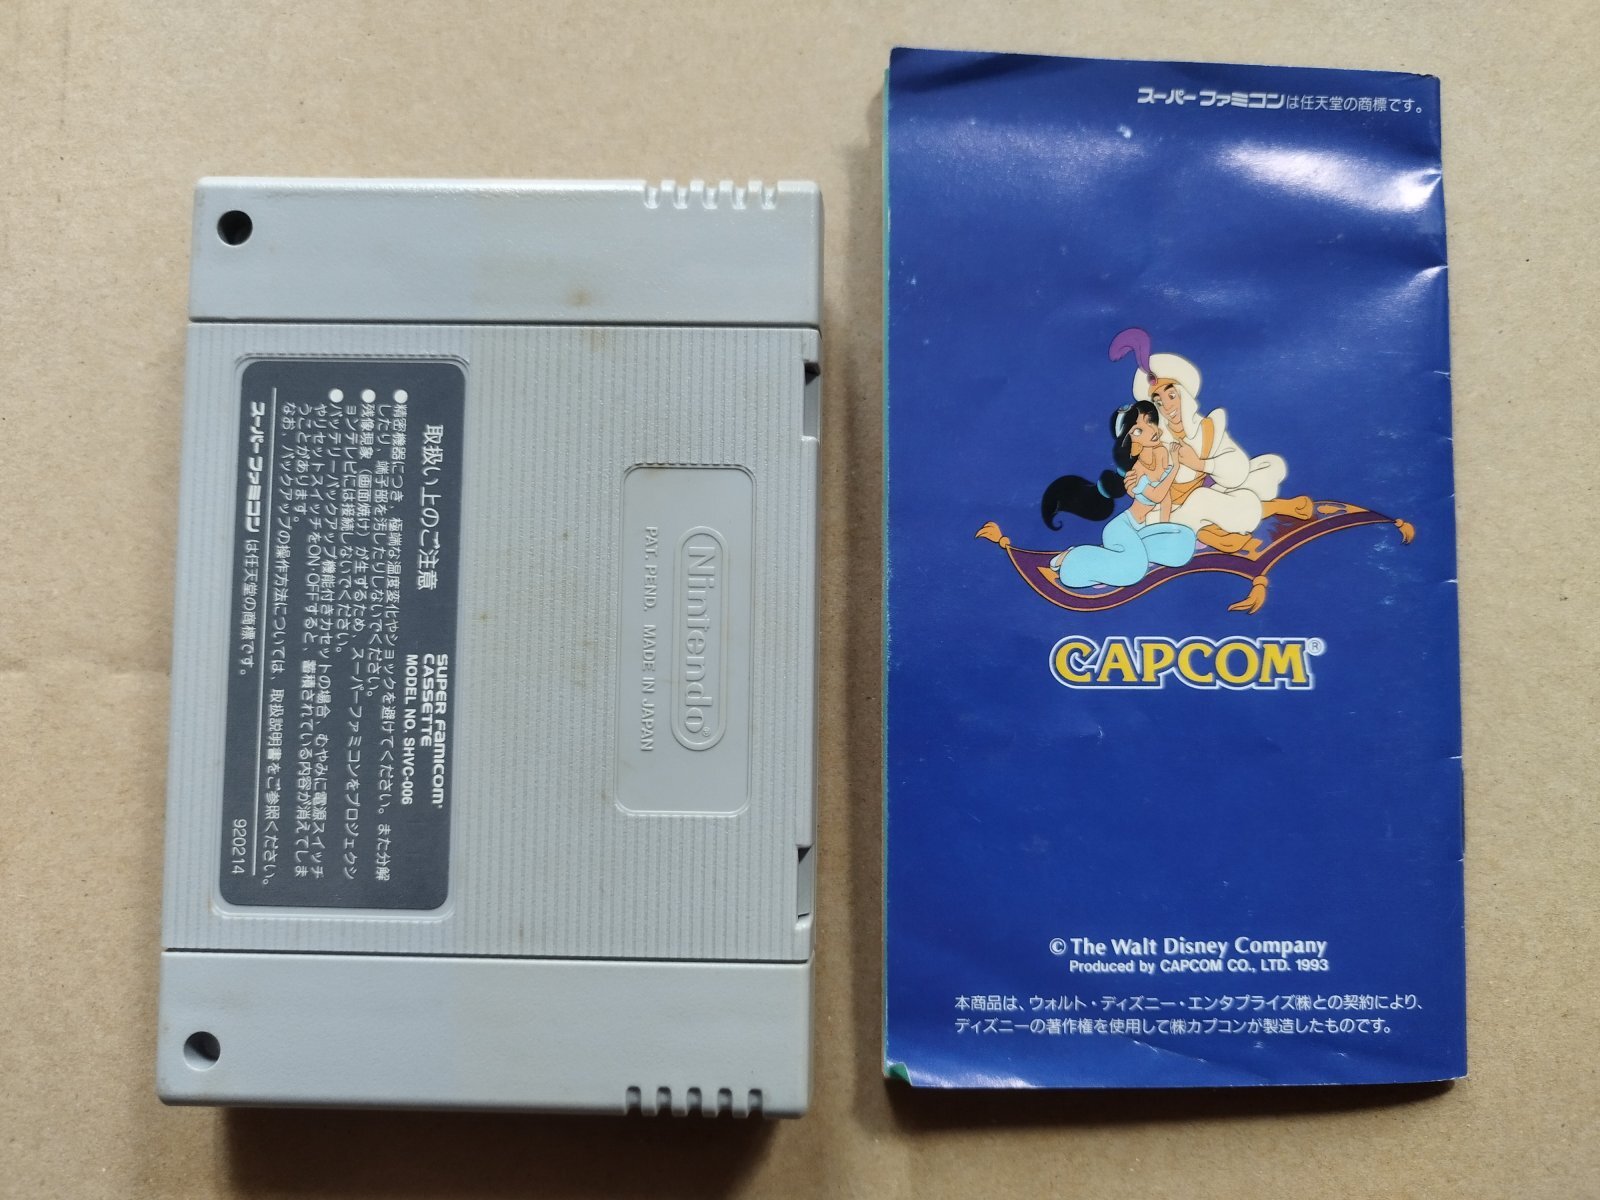 取扱い上のご注意
SUPER FAMICOM
CASSETTE
MODEL NO. SHVC-006
●精密機器につき、極端な温度変化やショックを避けてください。また分解
したり、端子部を汚したりしないでください。
●残像現象（画面焼け）が生ずるため、スーパーファミコンをプロジェクシ
ョンテレビには接続しないでください。
●バッテリーバックアップ機能付きカセットの場合、むやみに電源スイッチ
やリセットスイッチをON・OFFすると、蓄積されている内容が消えてしま
うことがあります。
なお、バックアップの操作方法については、取扱説明書をご参照ください。
スーパーファミコンは任天堂の商標です。
920214
Nintendo®
PAT. PEND. MADE IN JAPAN
スーパーファミコンは任天堂の商標です。
CAPCOM®
© The Walt Disney Company
Produced by CAPCOM CO., LTD. 1993
本商品は、ウォルト・ディズニー・エンタプライズ㈱との契約により、
ディズニーの著作権を使用して㈱カプコンが製造したものです。